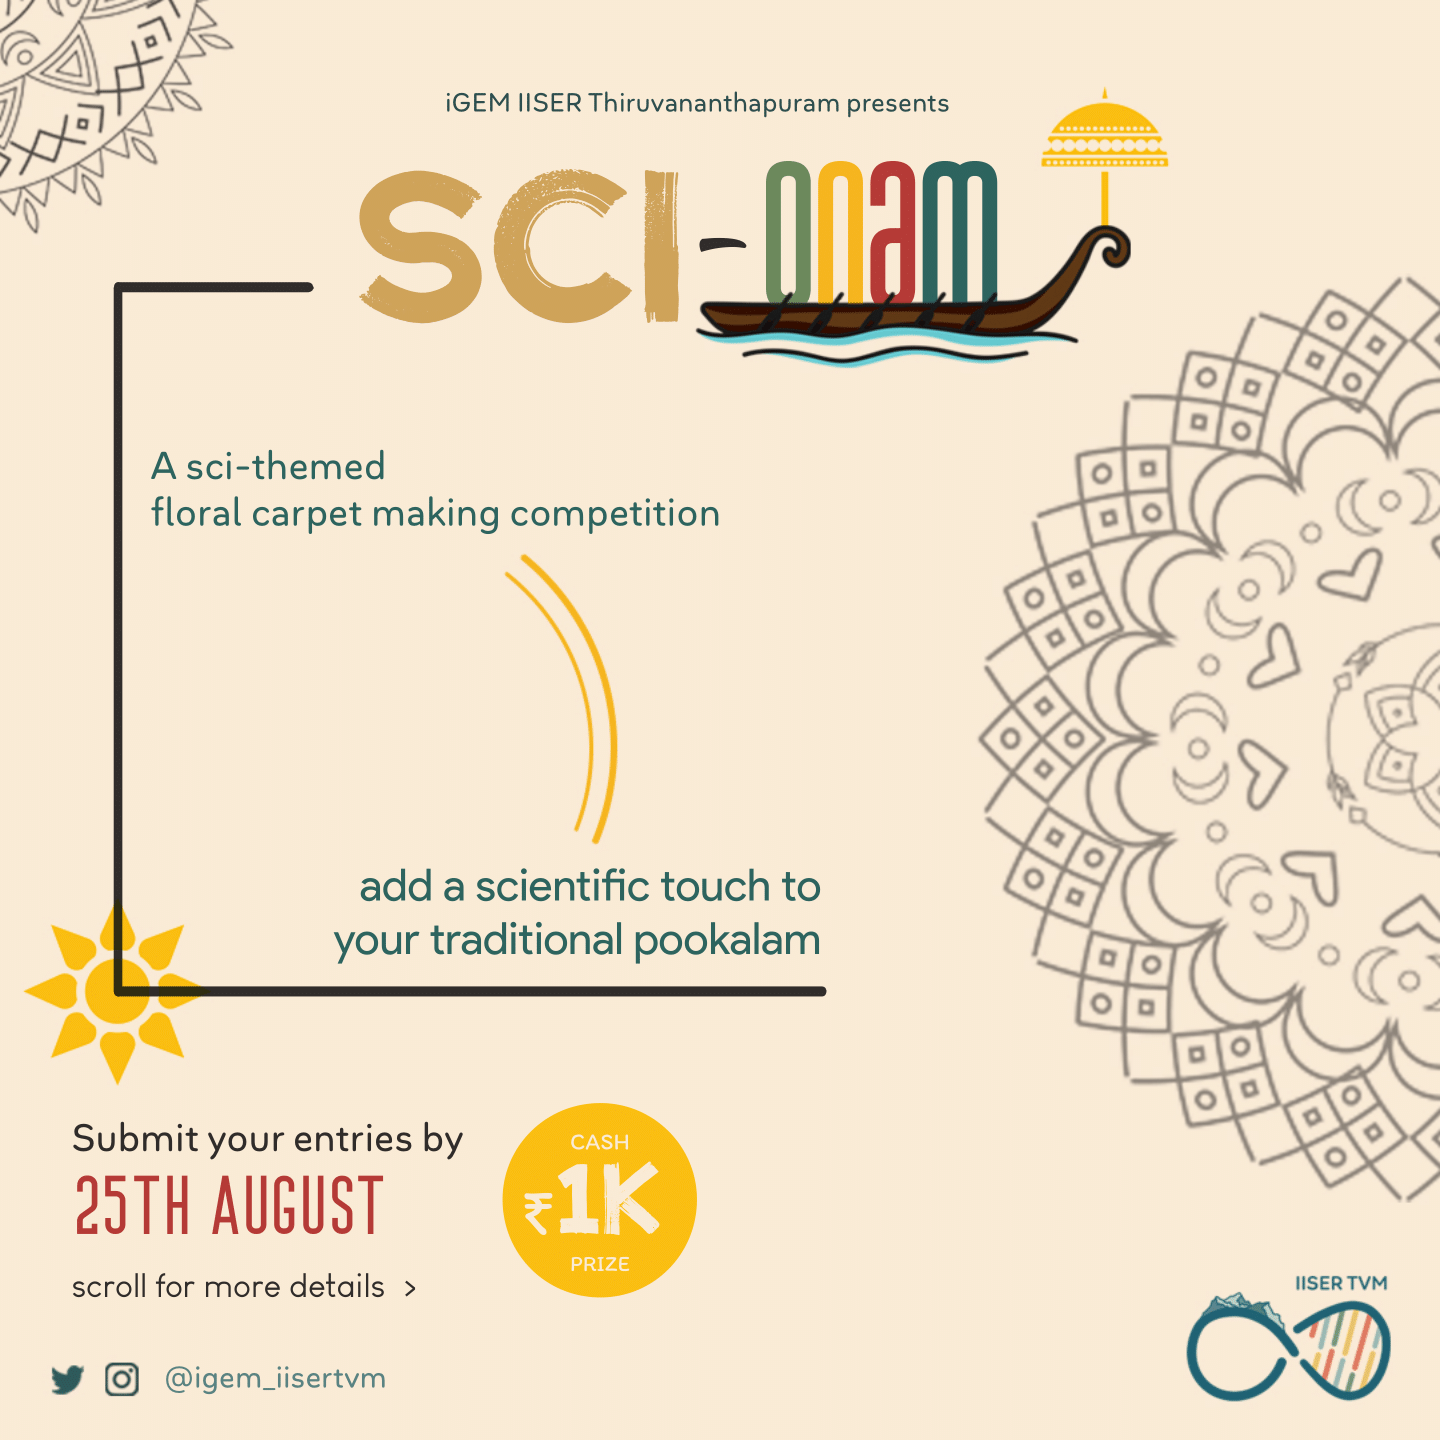 iGEM IISER Thiruvananthapuram presents
SCI-onam
A sci-themed
floral carpet making competition
add a scientific touch to
your traditional pookalam
Submit your entries by
25TH AUGUST
scroll for more details >
CASH
₹1K
PRIZE
@igem_iisertvm
IISER TVM